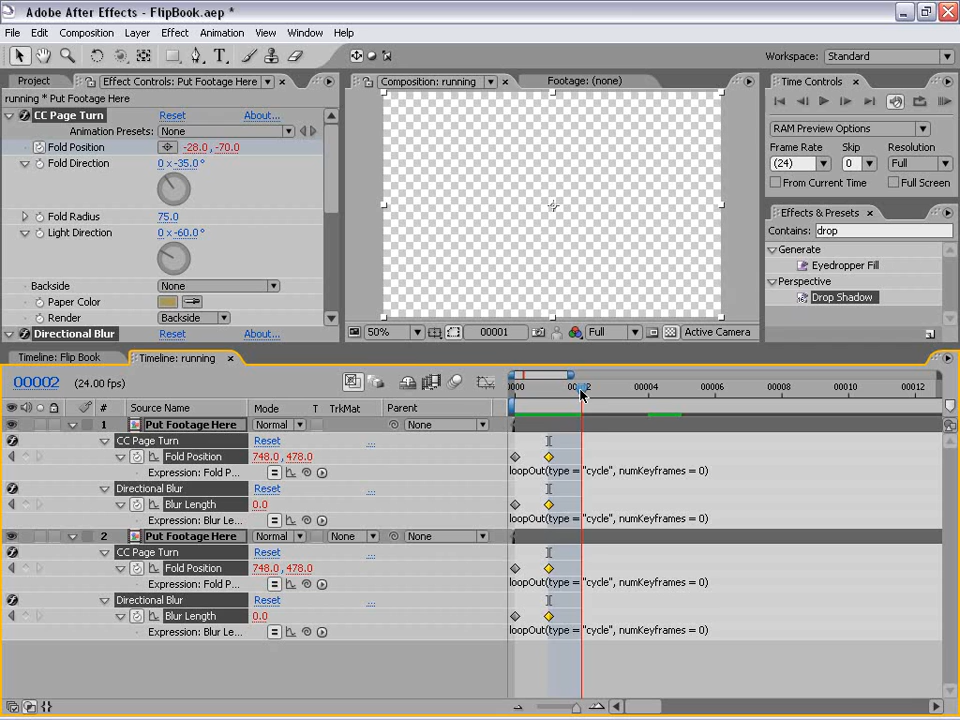 Adobe After Effects - FlipBook.aep *
File Edit Composition Layer Effect Animation View Window Help
Workspace: Standard
Project Effect Controls: Put Footage Here Composition: running Footage: (none) Time Controls
running * Put Footage Here
CC Page Turn Reset About...
Animation Presets: None
Fold Position -28.0, -70.0
Fold Direction
0 x-35.0°
Fold Radius 75.0
Light Direction
0 x-60.0°
Backside None
Paper Color
Render Backside
Directional Blur Reset About...
50% 00001 Full Active Camera
RAM Preview Options
Frame Rate Skip Resolution
(24) 0 Full
From Current Time Full Screen
Effects & Presets
Contains: drop
Generate
Eyedropper Fill
Perspective
Drop Shadow
Timeline: Flip Book Timeline: running
00002 (24.00 fps)
0000 00002 00004 00006 00008 00010 00012
# Source Name Mode T TrkMat Parent
1 Put Footage Here Normal None
CC Page Turn Reset ...
Fold Position 748.0, 478.0
Expression: Fold P... loopOut(type = "cycle", numKeyframes = 0)
Directional Blur Reset ...
Blur Length 0.0
Expression: Blur Le... loopOut(type = "cycle", numKeyframes = 0)
2 Put Footage Here Normal None None
CC Page Turn Reset ...
Fold Position 748.0, 478.0
Expression: Fold P... loopOut(type = "cycle", numKeyframes = 0)
Directional Blur Reset ...
Blur Length 0.0
Expression: Blur Le... loopOut(type = "cycle", numKeyframes = 0)